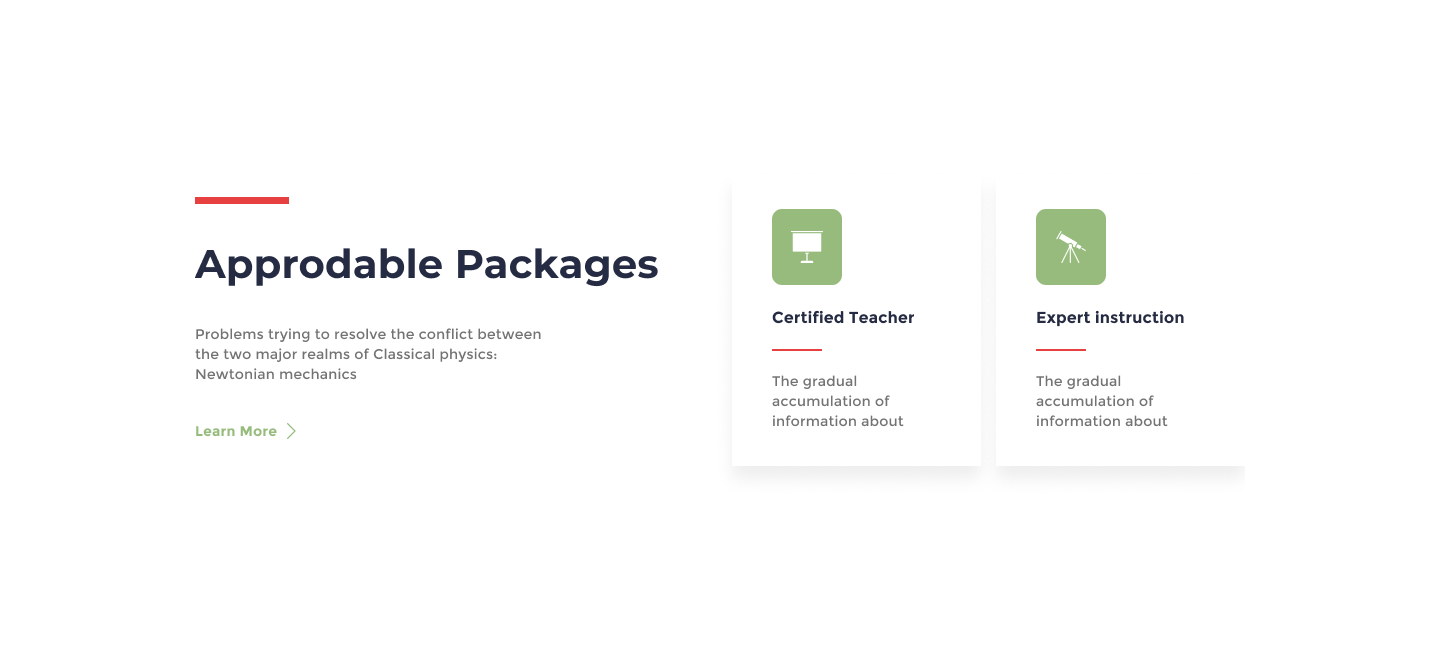 Approdable Packages
Problems trying to resolve the conflict between
the two major realms of Classical physics:
Newtonian mechanics
Learn More
Certified Teacher
The gradual
accumulation of
information about
Expert instruction
The gradual
accumulation of
information about